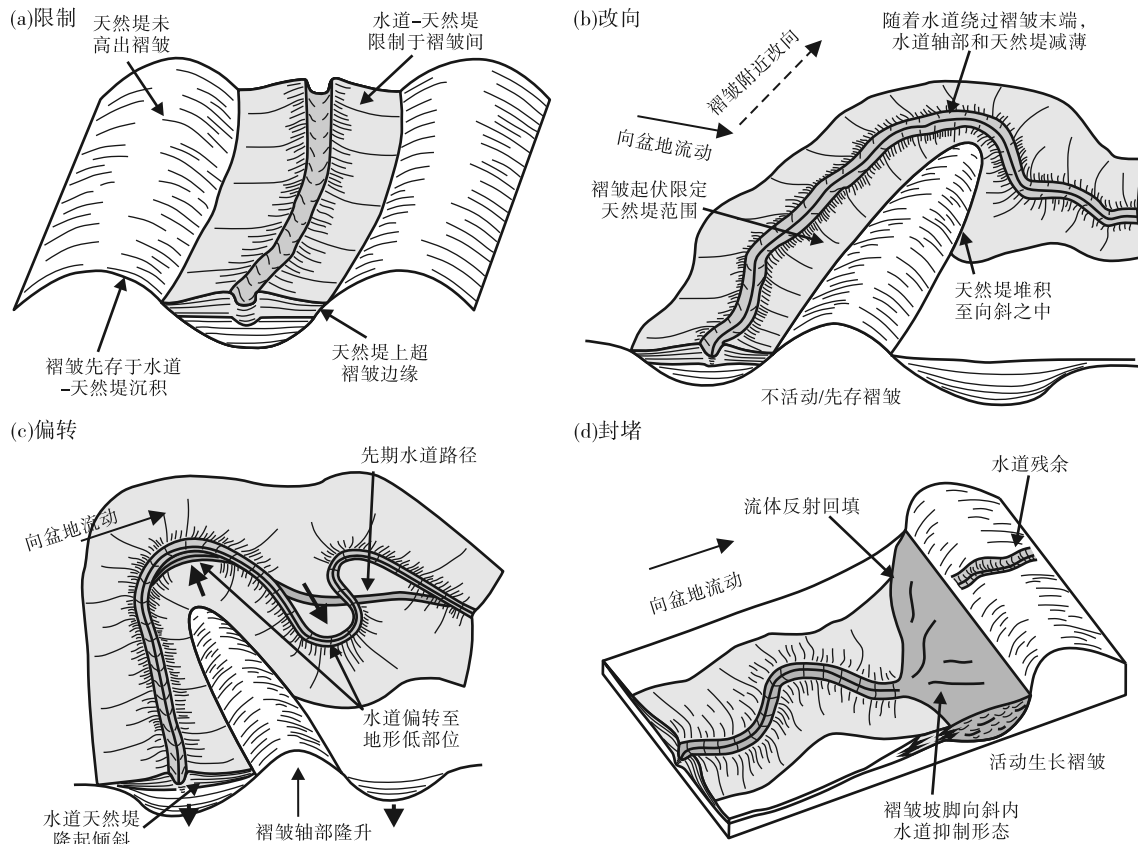 (a)限制
天然堤未
高出褶皱
水道–天然堤
限制于褶皱间
褶皱先存于水道
–天然堤沉积
天然堤上超
褶皱边缘
(b)改向
随着水道绕过褶皱末端,
水道轴部和天然堤减薄
褶皱附近改向
向盆地流动
褶皱起伏限定
天然堤范围
天然堤堆积
至向斜之中
不活动/先存褶皱
(c)偏转
先期水道路径
向盆地流动
水道偏转至
地形低部位
水道天然堤
隆起倾斜
褶皱轴部隆升
(d)封堵
水道残余
流体反射回填
向盆地流动
活动生长褶皱
褶皱坡脚向斜内
水道抑制形态